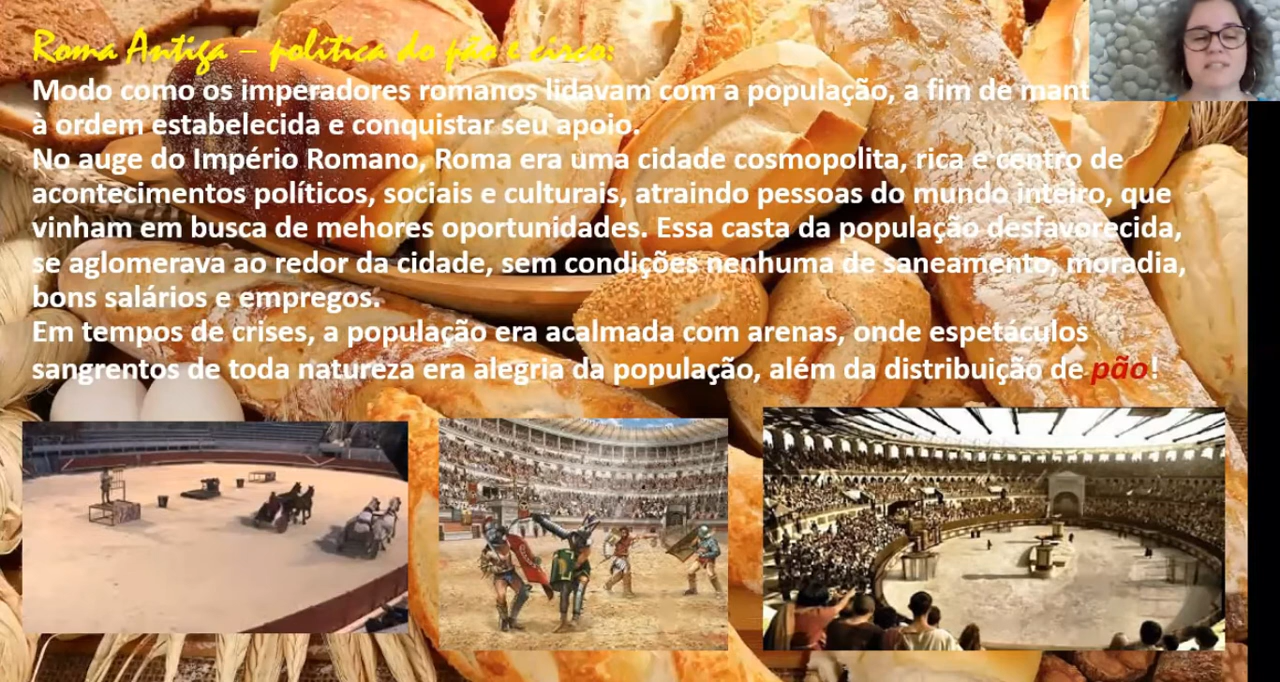 Roma Antiga – política do pão e circo:
Modo como os imperadores romanos lidavam com a população, a fim de
à ordem estabelecida e conquistar seu apoio.
No auge do Império Romano, Roma era uma cidade cosmopolita, rica e centro de
acontecimentos políticos, sociais e culturais, atraindo pessoas do mundo inteiro, que
vinham em busca de mehores oportunidades. Essa casta da população desfavorecida,
se aglomerava ao redor da cidade, sem condições nenhuma de saneamento, moradia,
bons salários e empregos.
Em tempos de crises, a população era acalmada com arenas, onde espetáculos
sangrentos de toda natureza era alegria da população, além da distribuição de pão!